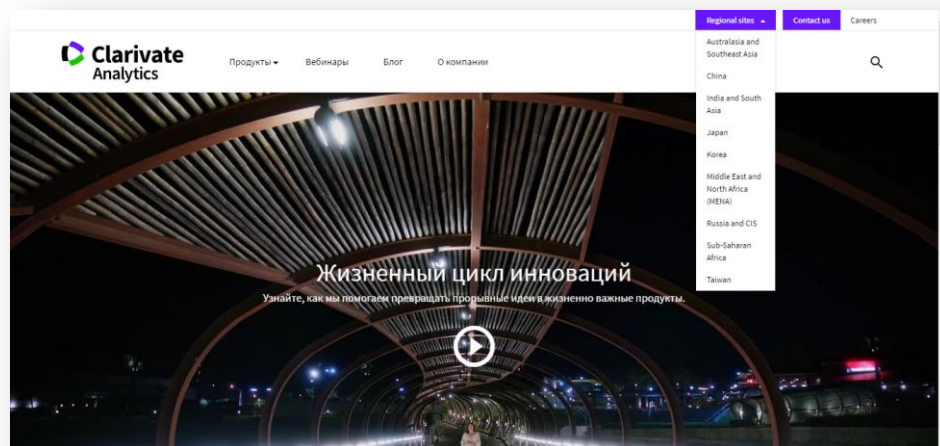 Regional sites
Contact us
Careers
Clarivate
Analytics
Продукты
Вебинары
Блог
О компании
Australasia and
Southeast Asia
China
India and South
Asia
Japan
Korea
Middle East and
North Africa
(MENA)
Russia and CIS
Sub-Saharan
Africa
Taiwan
Жизненный цикл инноваций
Узнайте, как мы помогаем превращать прорывные идеи в жизненно важные продукты.